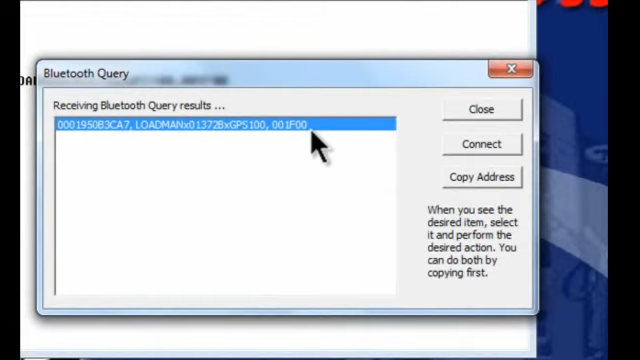 Bluetooth Query
Receiving Bluetooth Query results ...
0001950B3CA7, LOADMANx01372BxGPS100, 001F00
Close
Connect
Copy Address
When you see the
desired item, select
it and perform the
desired action. You
can do both by
copying first.